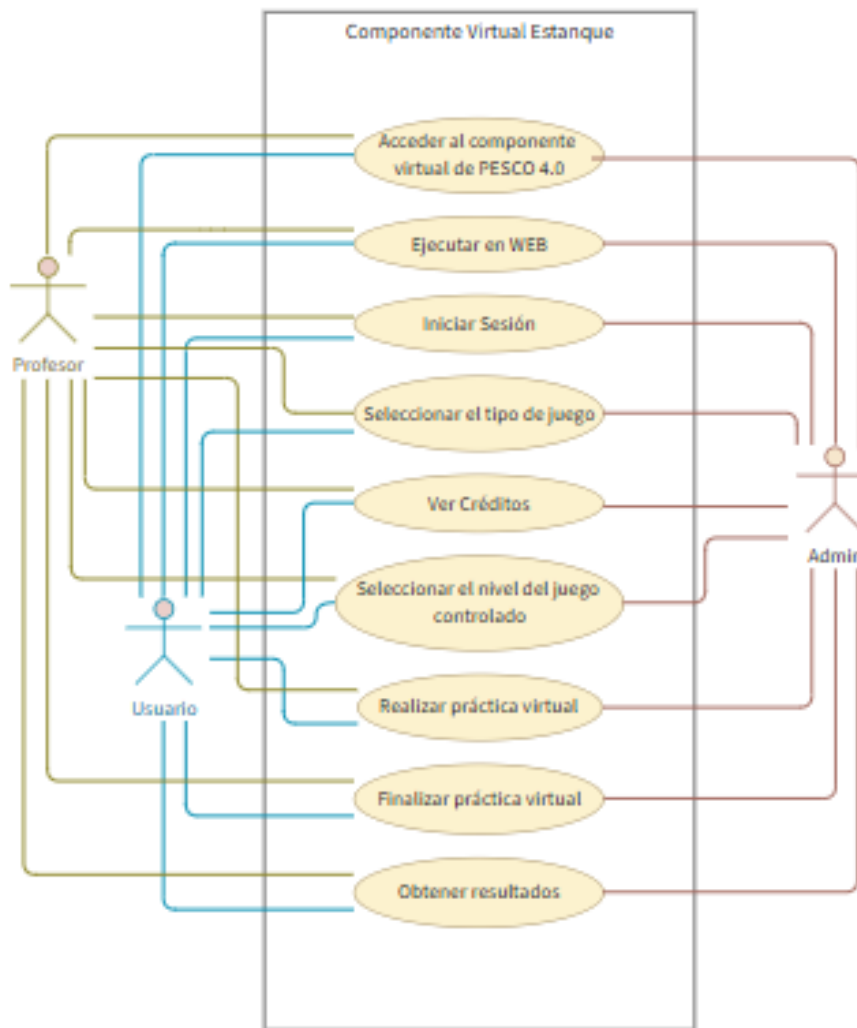 Componente Virtual Estanque
Acceder al componente
virtual de PESCO 4.0
Ejecutar en WEB
Iniciar Sesión
Profesor
Seleccionar el tipo de juego
Ver Créditos
Admin
Seleccionar el nivel del juego
controlado
Usuario
Realizar práctica virtual
Finalizar práctica virtual
Obtener resultados